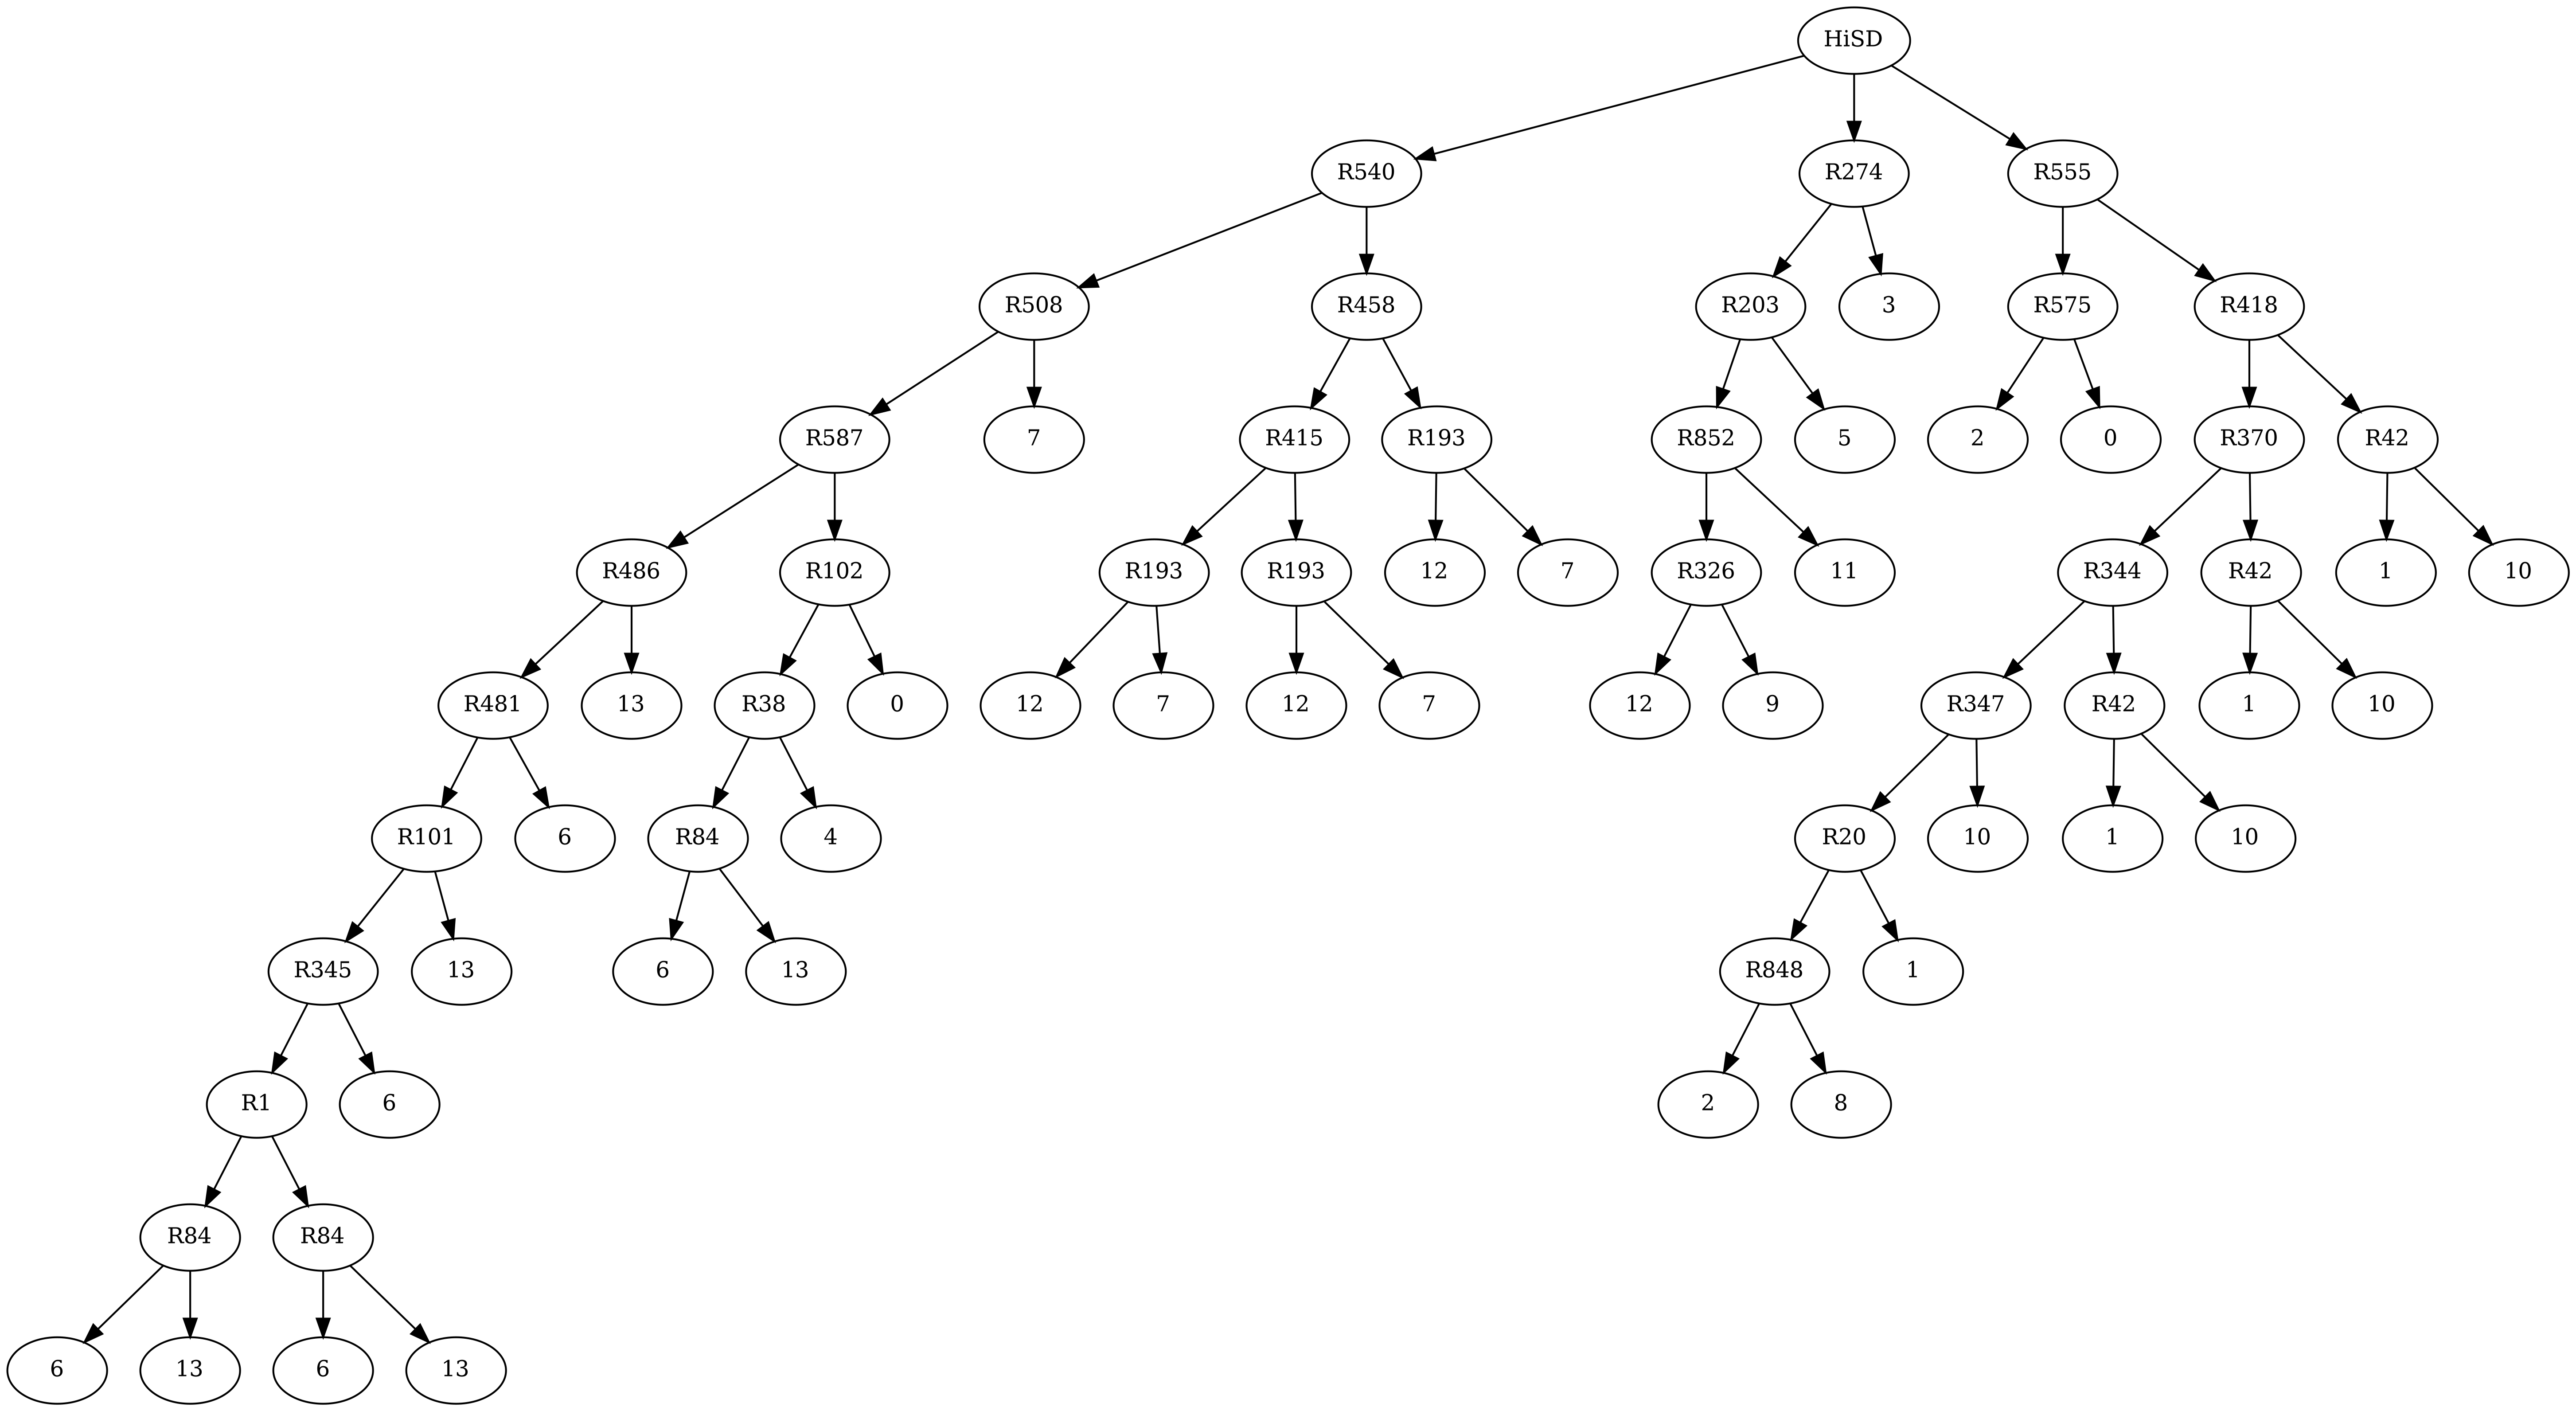 HiSD
R540 R274 R555
R508 R458 R203 3 R575 R418
R587 7 R415 R193 R852 5 2 0 R370 R42
R486 R102 R193 R193 12 7 R326 11 R344 R42 1 10
R481 13 R38 0 12 7 12 7 12 9 R347 R42 1 10
R101 6 R84 4 R20 10 1 10
R345 13 6 13 R848 1
R1 6 2 8
R84 R84
6 13 6 13